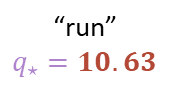 “run”
q⋆ = 10.63